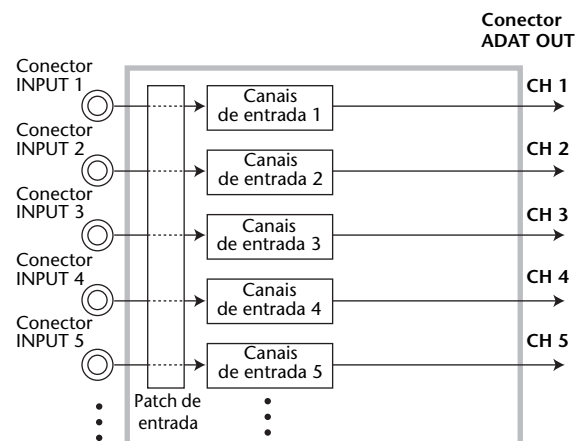 Conector
ADAT OUT
Conector
INPUT 1
Canais
de entrada 1
CH 1
Conector
INPUT 2
Canais
de entrada 2
CH 2
Conector
INPUT 3
Canais
de entrada 3
CH 3
Conector
INPUT 4
Canais
de entrada 4
CH 4
Conector
INPUT 5
Canais
de entrada 5
CH 5
Patch de
entrada